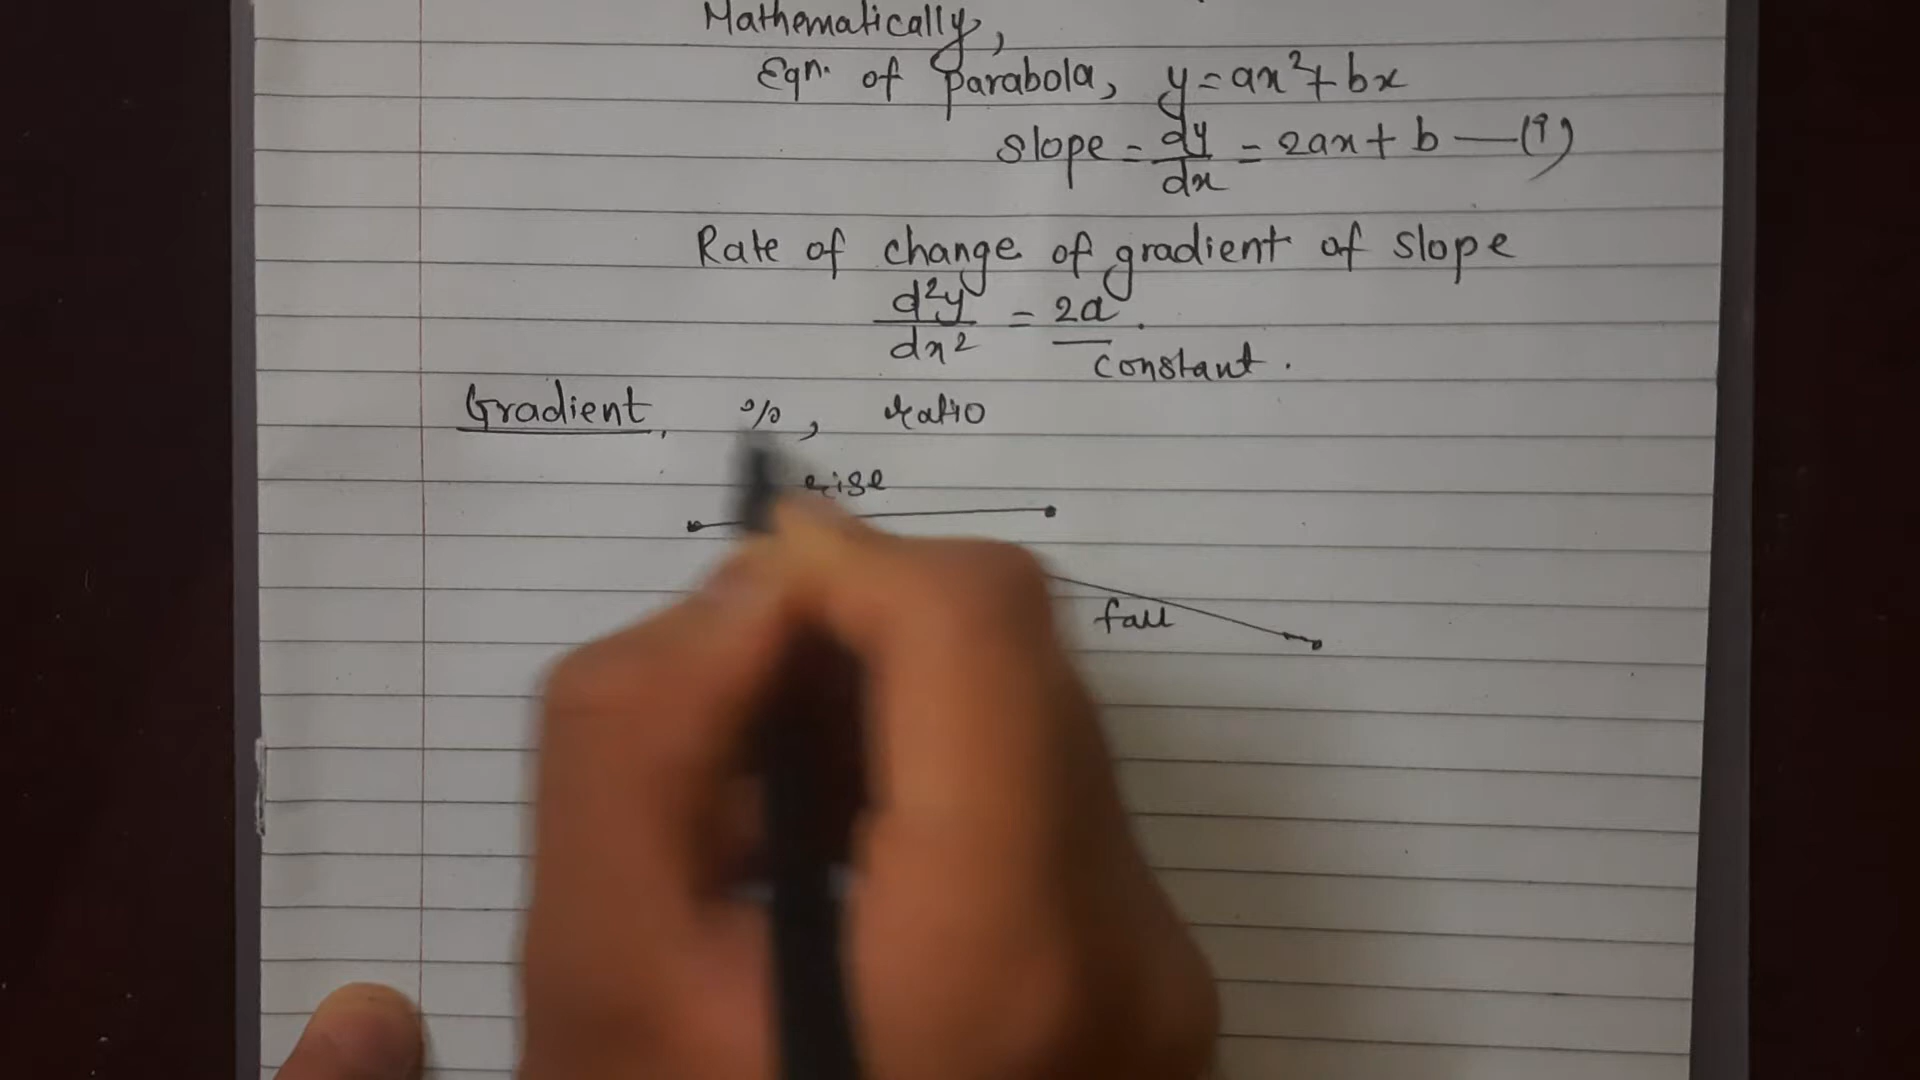 Mathematically,
Eqn. of parabola, y = ax² + bx
slope = dy/dx = 2ax + b — (i)
Rate of change of gradient of slope
d²y/dx² = 2a.
constant.
Gradient, %, ratio
rise
fall